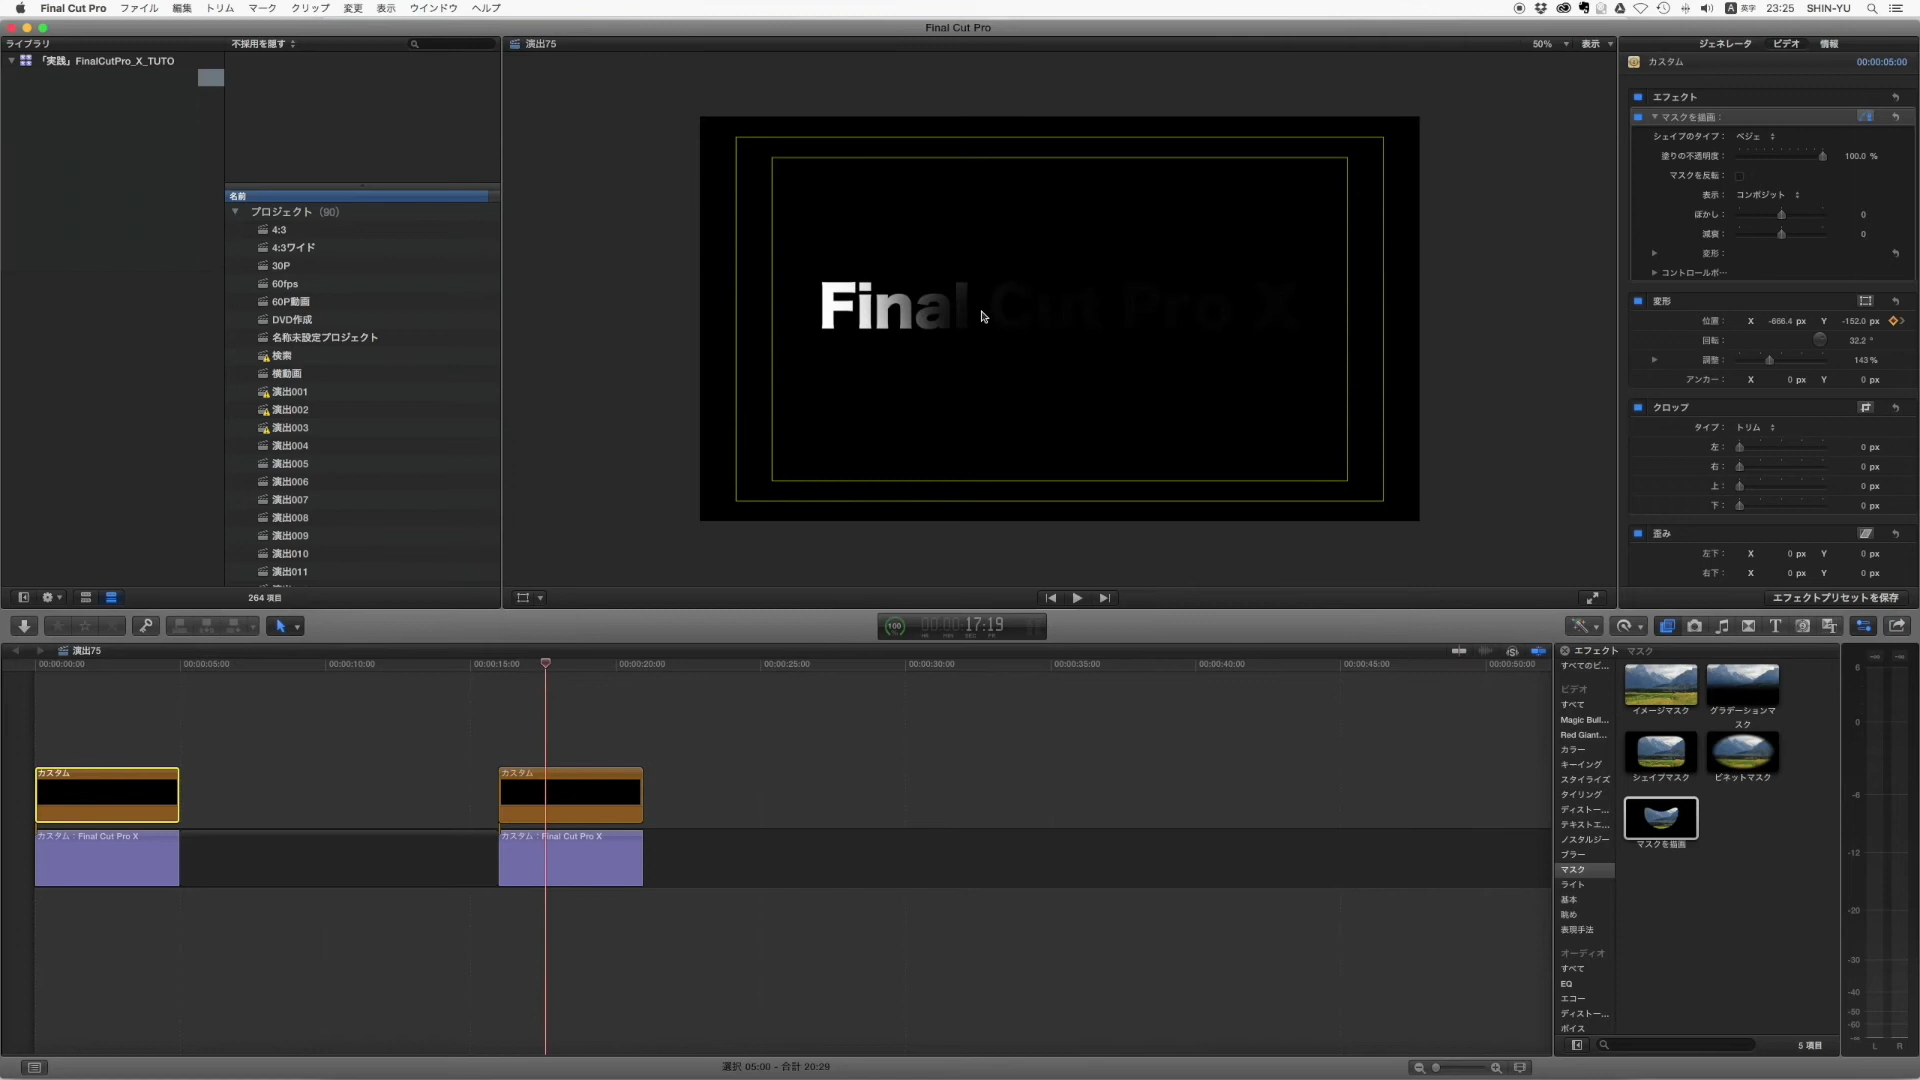 Final Cut Pro ファイル 編集 トリム マーク クリップ 変更 表示 ウインドウ ヘルプ
英字 23:25 SHIN-YU
Final Cut Pro
ライブラリ
「実践」FinalCutPro_X_TUTO
不採用を隠す
名前
プロジェクト (90)
4:3
4:3ワイド
30P
60fps
60P動画
DVD作成
名称未設定プロジェクト
検索
横動画
演出001
演出002
演出003
演出004
演出005
演出006
演出007
演出008
演出009
演出010
演出011
264 項目
演出75
50% 表示
Final Cut Pro X
ジェネレータ ビデオ 情報
カスタム 00:00:05:00
エフェクト
マスクを描画：
シェイプのタイプ： ベジェ
塗りの不透明度： 100.0 %
マスクを反転：
表示： コンポジット
ぼかし： 0
減衰： 0
変形：
コントロールポ…
変形
位置： X -666.4 px Y -152.0 px
回転： 32.2 °
調整： 143 %
アンカー： X 0 px Y 0 px
クロップ
タイプ： トリム
左： 0 px
右： 0 px
上： 0 px
下： 0 px
歪み
左下： X 0 px Y 0 px
右下： X 0 px Y 0 px
エフェクトプリセットを保存
100 00:00:17:19
演出75
00:00:00:00 00:00:05:00 00:00:10:00 00:00:15:00 00:00:20:00 00:00:25:00 00:00:30:00 00:00:35:00 00:00:40:00 00:00:45:00 00:00:50:00
カスタム
カスタム
カスタム：Final Cut Pro X
カスタム：Final Cut Pro X
選択 05:00 - 合計 20:29
エフェクト マスク
すべてのビ…
ビデオ
すべて
Magic Bull…
Red Giant…
カラー
キーイング
スタイライズ
タイリング
ディストー…
テキストエ…
ノスタルジー
ブラー
マスク
ライト
基本
眺め
表現手法
オーディオ
すべて
EQ
エコー
ディストー…
ボイス
イメージマスク
グラデーションマスク
シェイプマスク
ビネットマスク
マスクを描画
5 項目
6
0
-6
-12
-20
-30
-40
-50
-60
L R